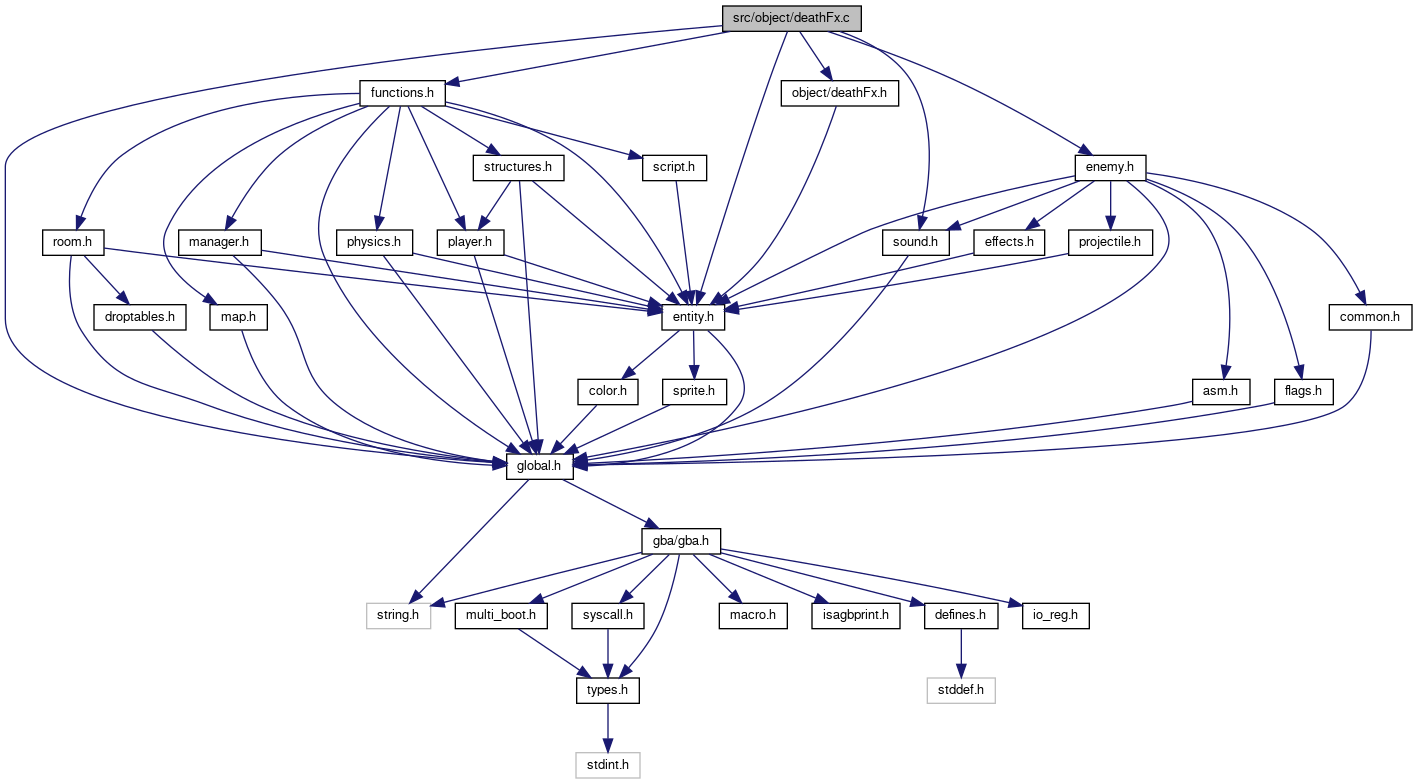 src/object/deathFx.c
functions.h
object/deathFx.h
structures.h
script.h
enemy.h
room.h
manager.h
physics.h
player.h
sound.h
effects.h
projectile.h
droptables.h
map.h
entity.h
common.h
color.h
sprite.h
asm.h
flags.h
global.h
gba/gba.h
string.h
multi_boot.h
syscall.h
macro.h
isagbprint.h
defines.h
io_reg.h
types.h
stddef.h
stdint.h